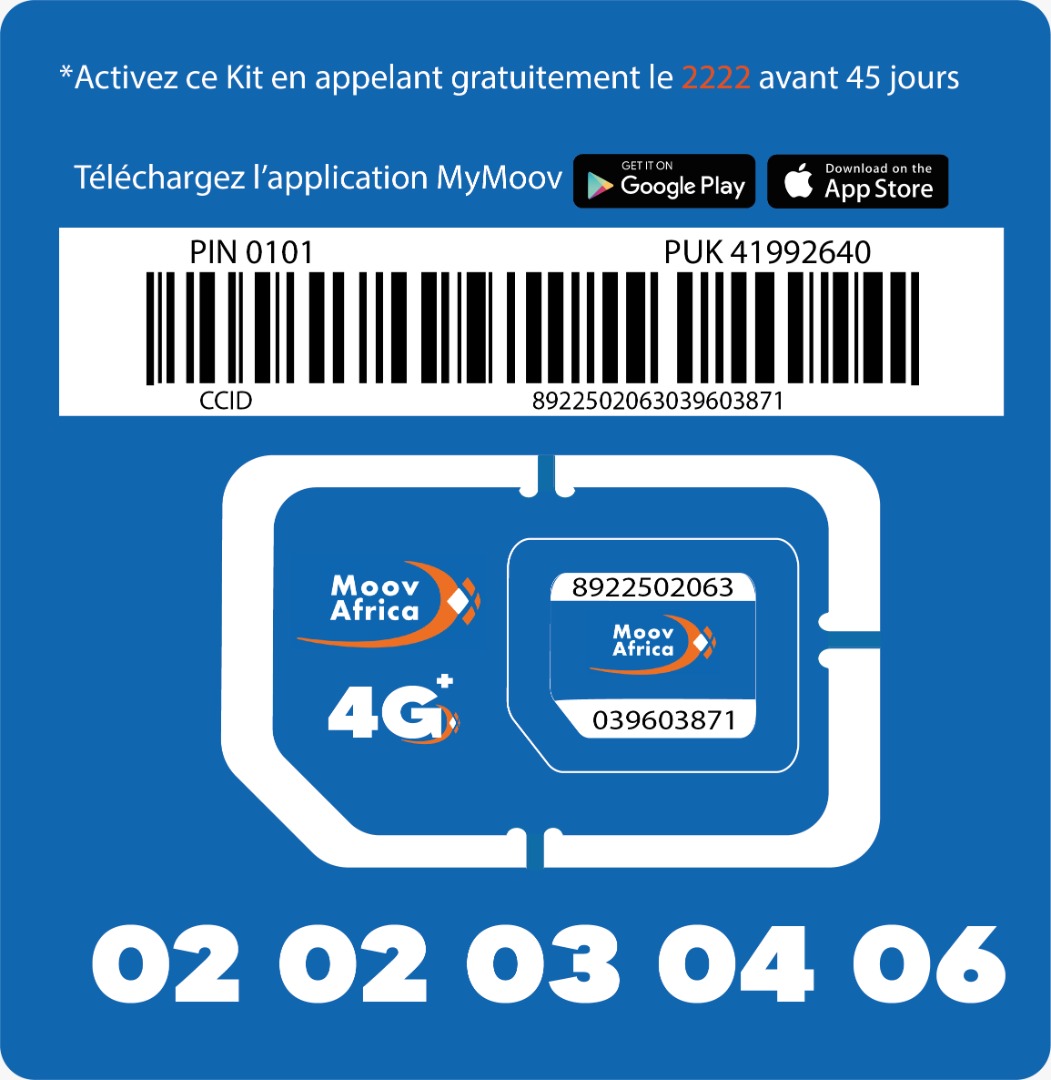 *Activez ce Kit en appelant gratuitement le 2222 avant 45 jours
Téléchargez l'application MyMoov
GET IT ON
Google Play
Download on the
App Store
PIN 0101 PUK 41992640
CCID 8922502063039603871
Moov
Africa
4G+
8922502063
Moov
Africa
039603871
02 02 03 04 06